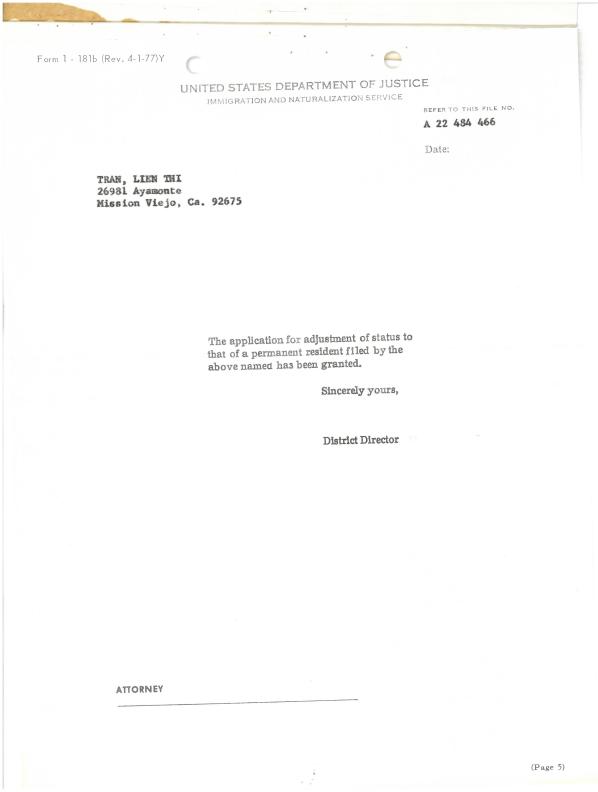 Form 1 - 181b (Rev. 4-1-77)Y
UNITED STATES DEPARTMENT OF JUSTICE
IMMIGRATION AND NATURALIZATION SERVICE
REFER TO THIS FILE NO.
A 22 484 466
Date:
TRAN, LIEN THI
26981 Ayamonte
Mission Viejo, Ca. 92675
The application for adjustment of status to
that of a permanent resident filed by the
above named has been granted.
Sincerely yours,
District Director
ATTORNEY
(Page 5)